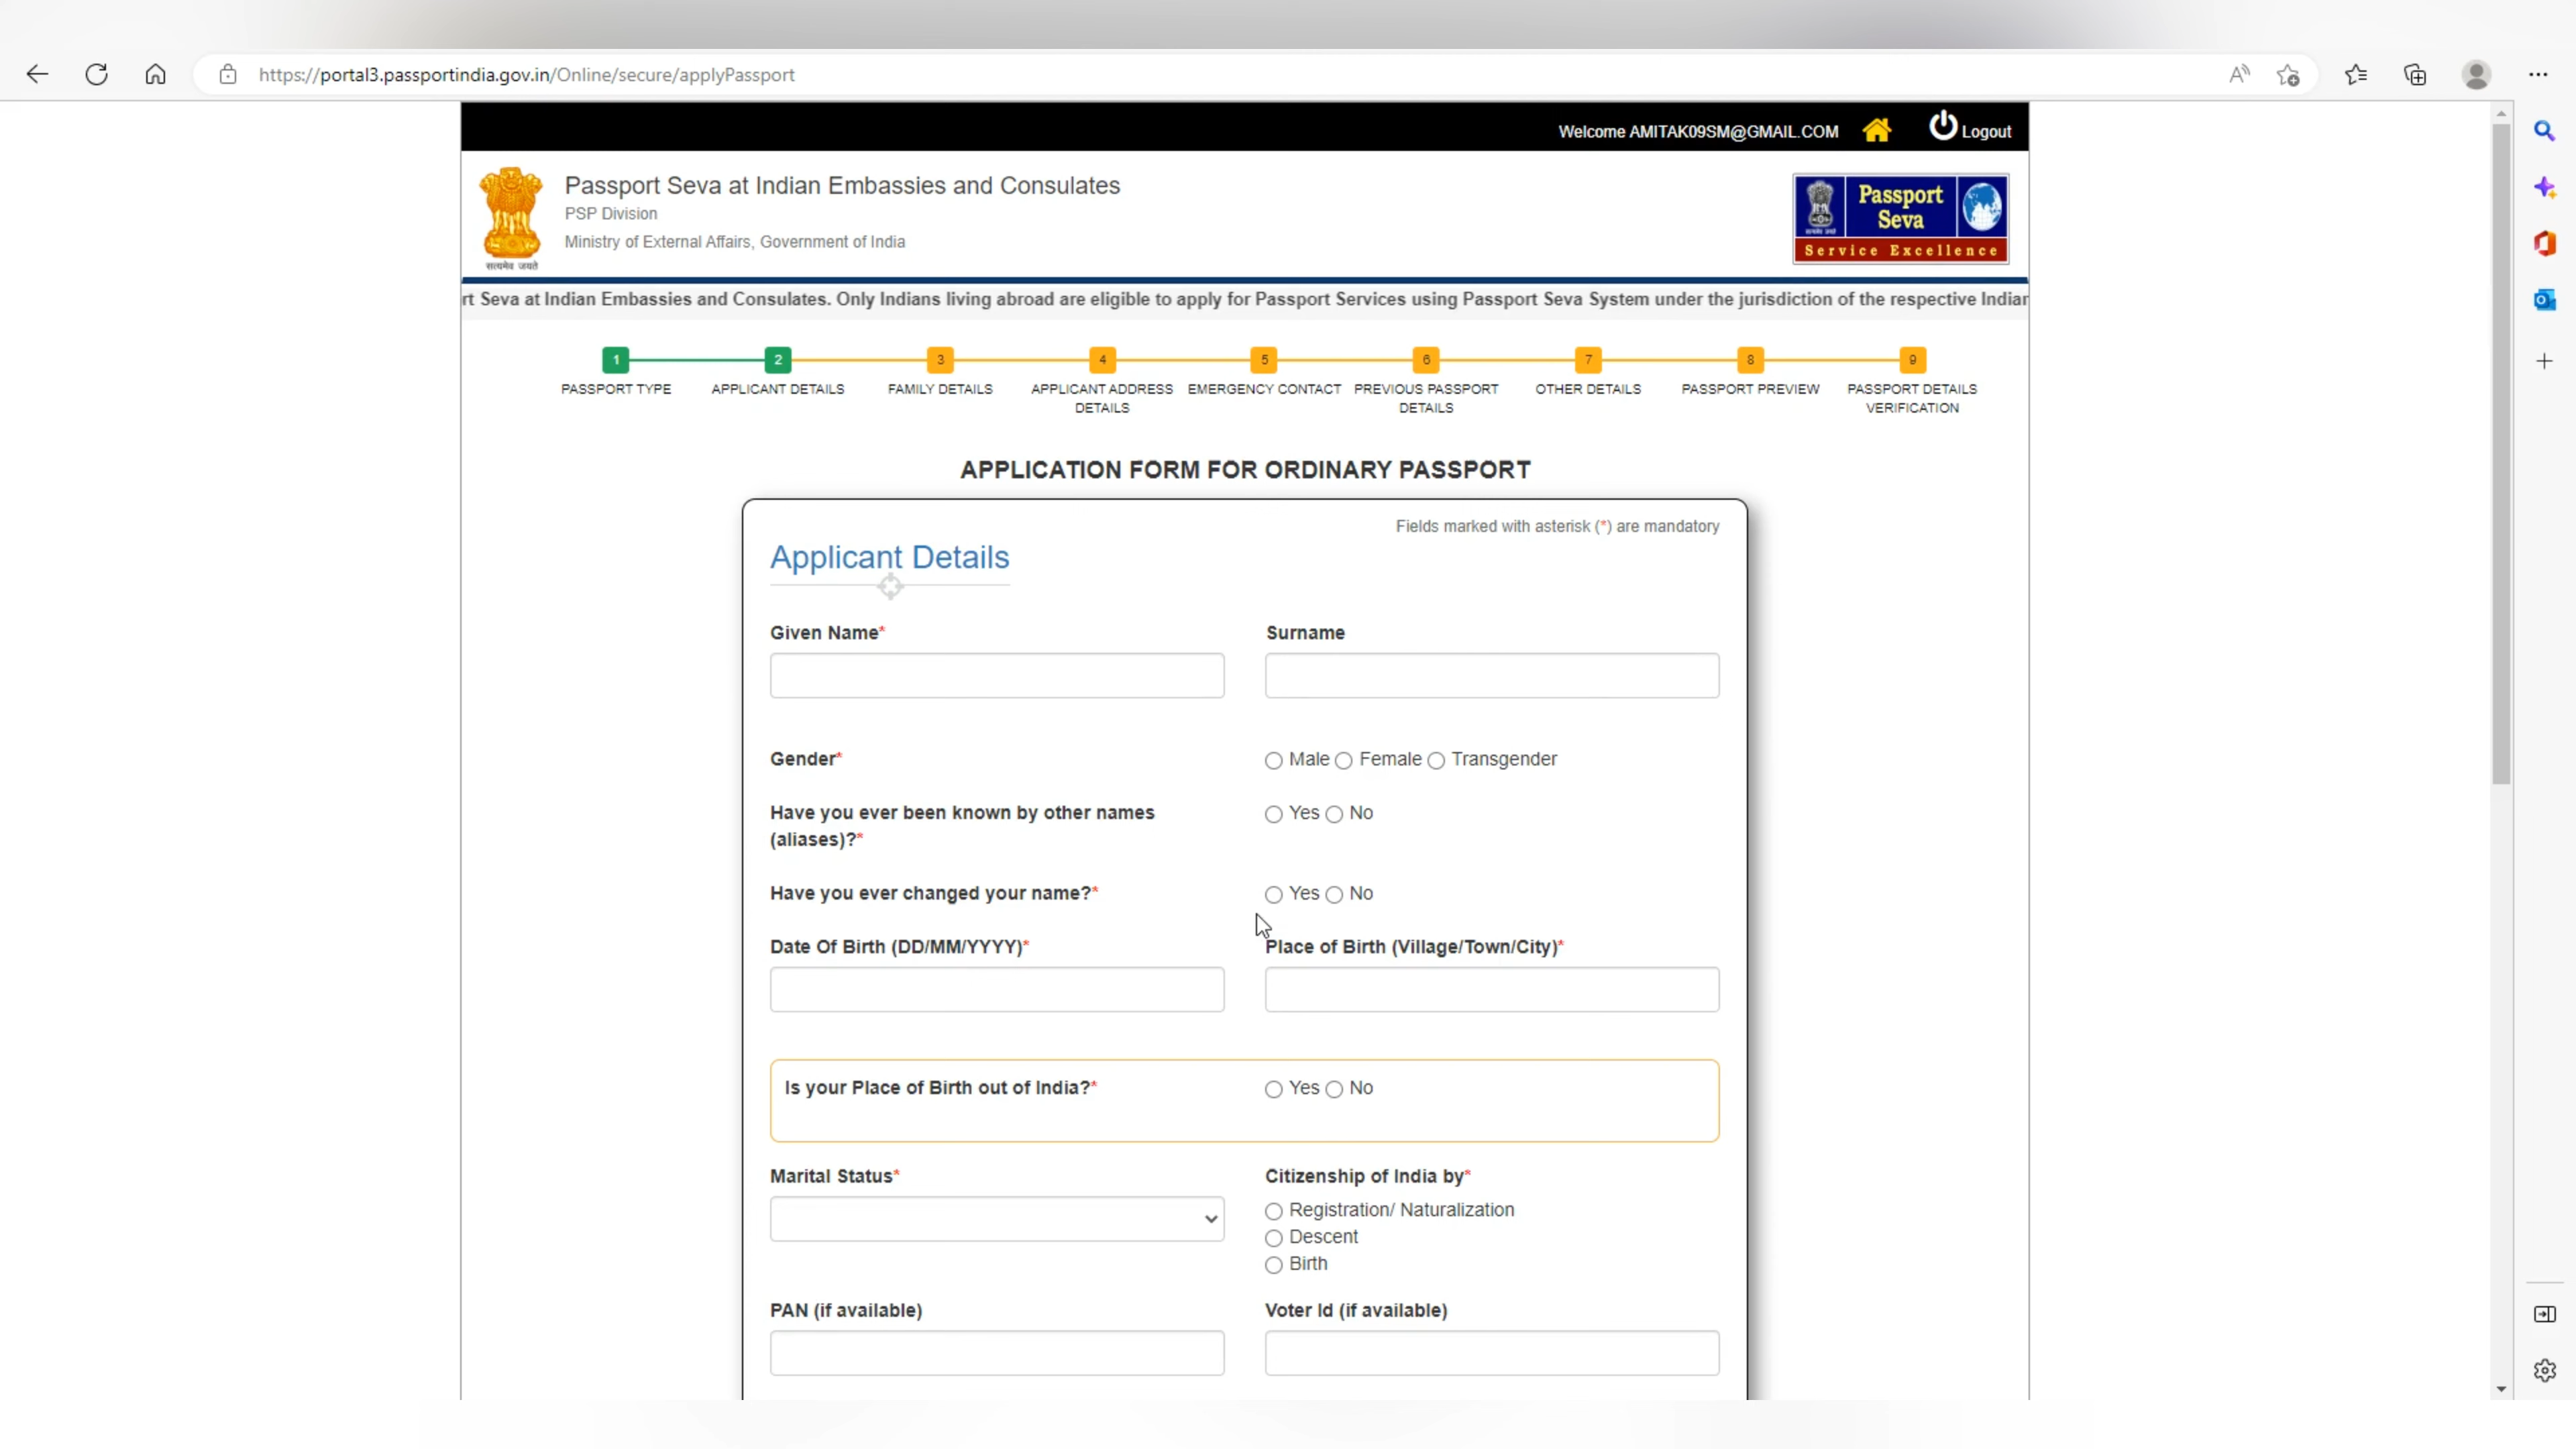 https://portal3.passportindia.gov.in/Online/secure/applyPassport
Welcome AMITAK09SM@GMAIL.COM
Logout
Passport Seva at Indian Embassies and Consulates
PSP Division
Ministry of External Affairs, Government of India
सत्यमेव जयते
Passport
Seva
Service Excellence
rt Seva at Indian Embassies and Consulates. Only Indians living abroad are eligible to apply for Passport Services using Passport Seva System under the jurisdiction of the respective Indiar
1 2 3 4 5 6 7 8 9
PASSPORT TYPE APPLICANT DETAILS FAMILY DETAILS APPLICANT ADDRESS EMERGENCY CONTACT PREVIOUS PASSPORT OTHER DETAILS PASSPORT PREVIEW PASSPORT DETAILS
DETAILS DETAILS VERIFICATION
APPLICATION FORM FOR ORDINARY PASSPORT
Fields marked with asterisk (*) are mandatory
Applicant Details
Given Name* Surname
Gender* Male Female Transgender
Have you ever been known by other names Yes No
(aliases)?*
Have you ever changed your name?* Yes No
Date Of Birth (DD/MM/YYYY)* Place of Birth (Village/Town/City)*
Is your Place of Birth out of India?* Yes No
Marital Status* Citizenship of India by*
Registration/ Naturalization
Descent
Birth
PAN (if available) Voter Id (if available)